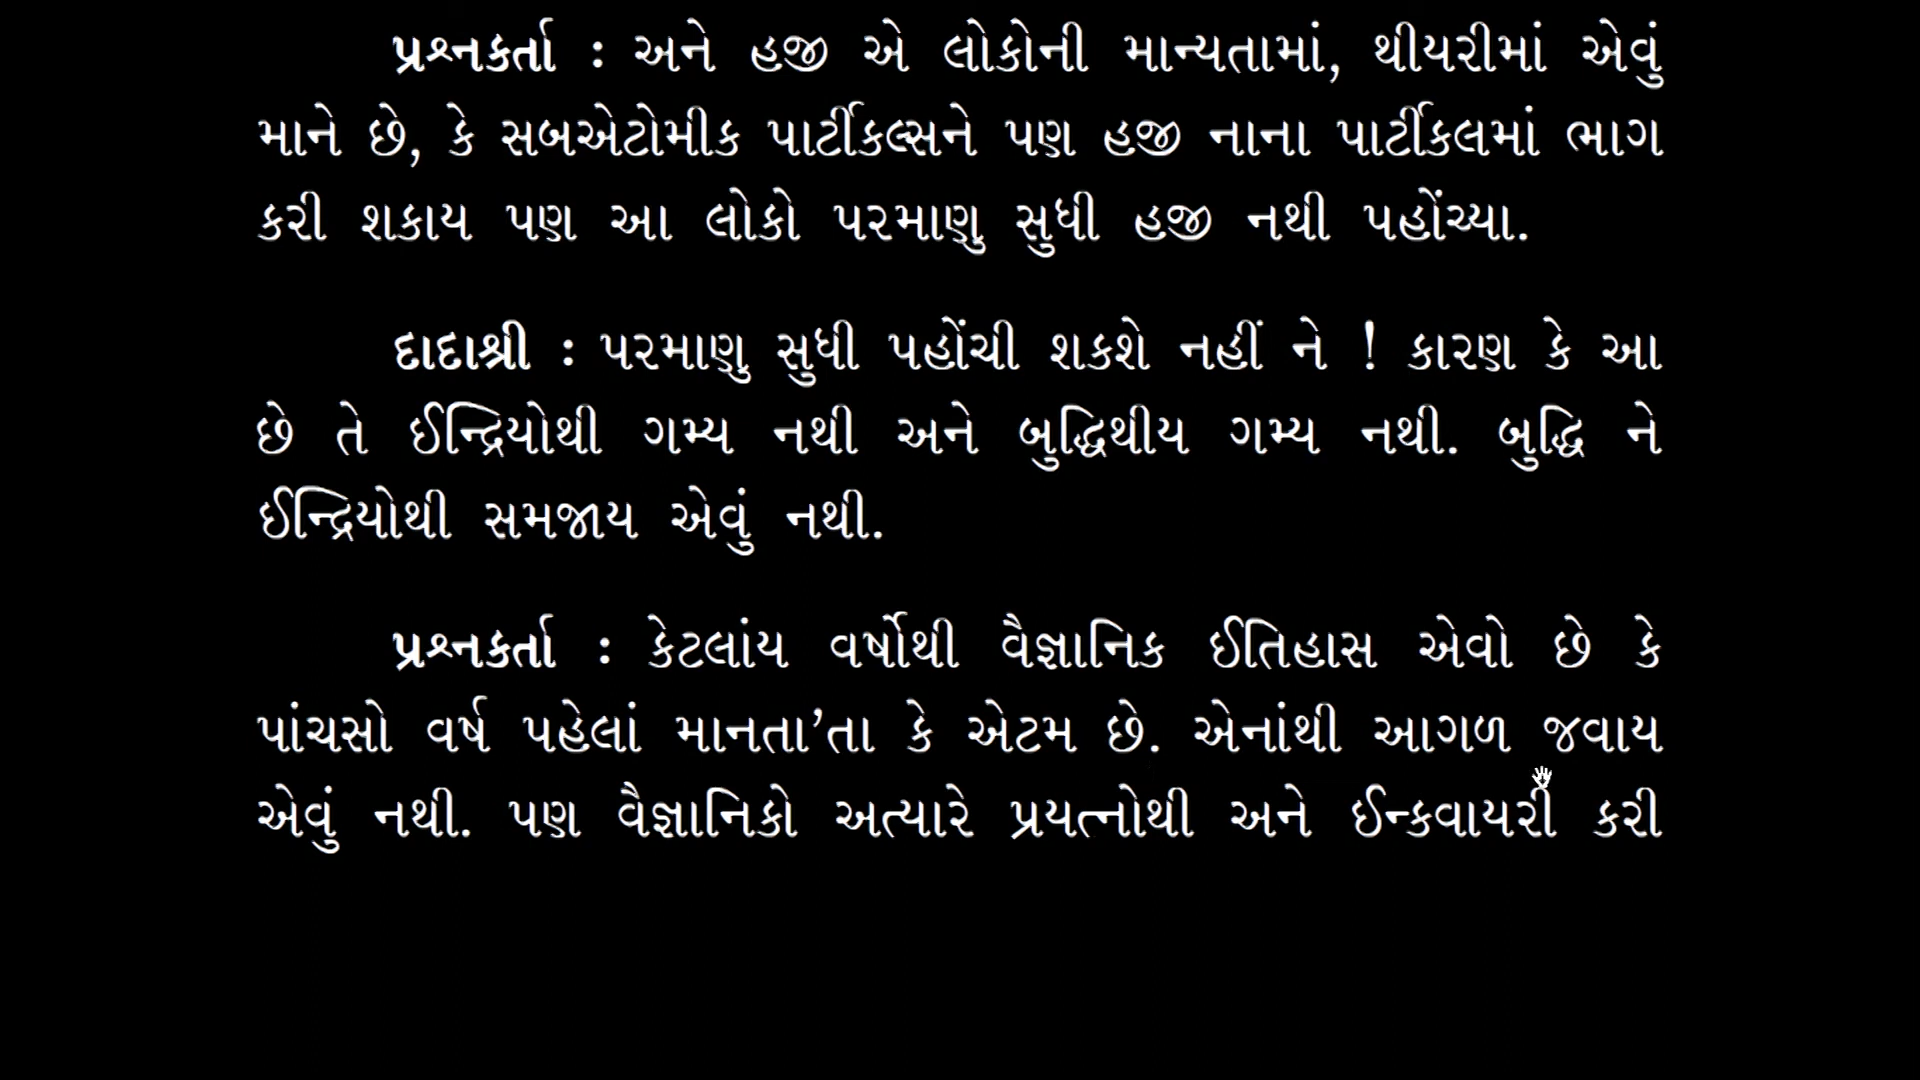 પ્રશ્નકર્તા : અને હજી એ લોકોની માન્યતામાં, થીયરીમાં એવું
માને છે, કે સબએટોમીક પાર્ટીકલ્સને પણ હજી નાના પાર્ટીકલમાં ભાગ
કરી શકાય પણ આ લોકો પરમાણુ સુધી હજી નથી પહોંચ્યા.
દાદાશ્રી : પરમાણુ સુધી પહોંચી શકશે નહીં ને ! કારણ કે આ
છે તે ઈન્દ્રિયોથી ગમ્ય નથી અને બુદ્ધિથીય ગમ્ય નથી. બુદ્ધિ ને
ઈન્દ્રિયોથી સમજાય એવું નથી.
પ્રશ્નકર્તા : કેટલાંય વર્ષોથી વૈજ્ઞાનિક ઈતિહાસ એવો છે કે
પાંચસો વર્ષ પહેલાં માનતા’તા કે એટમ છે. એનાંથી આગળ જવાય
એવું નથી. પણ વૈજ્ઞાનિકો અત્યારે પ્રયત્નોથી અને ઈન્કવાયરી કરી